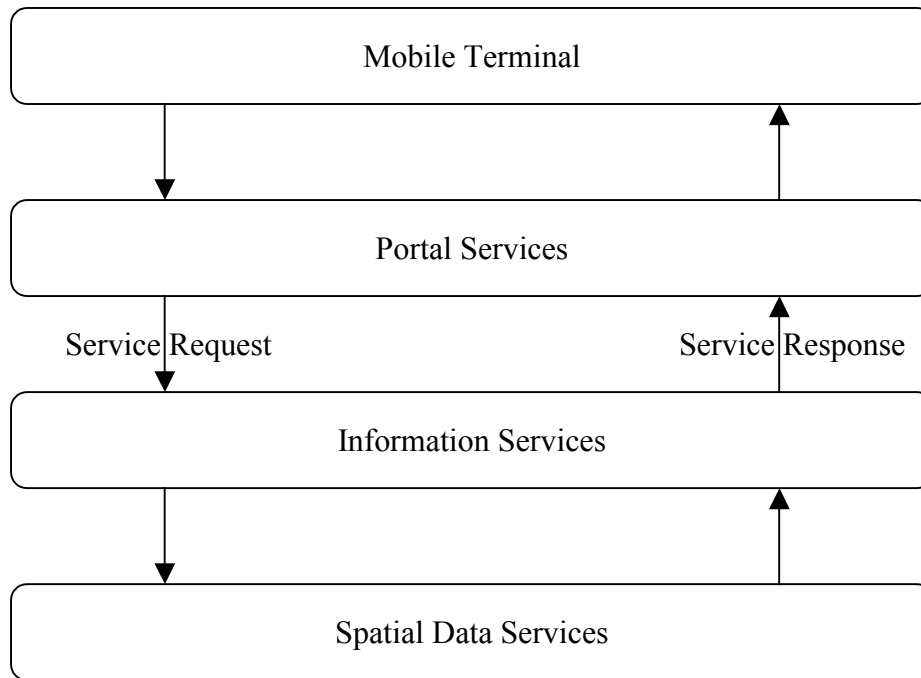 Mobile Terminal
Portal Services
Service Request
Service Response
Information Services
Spatial Data Services